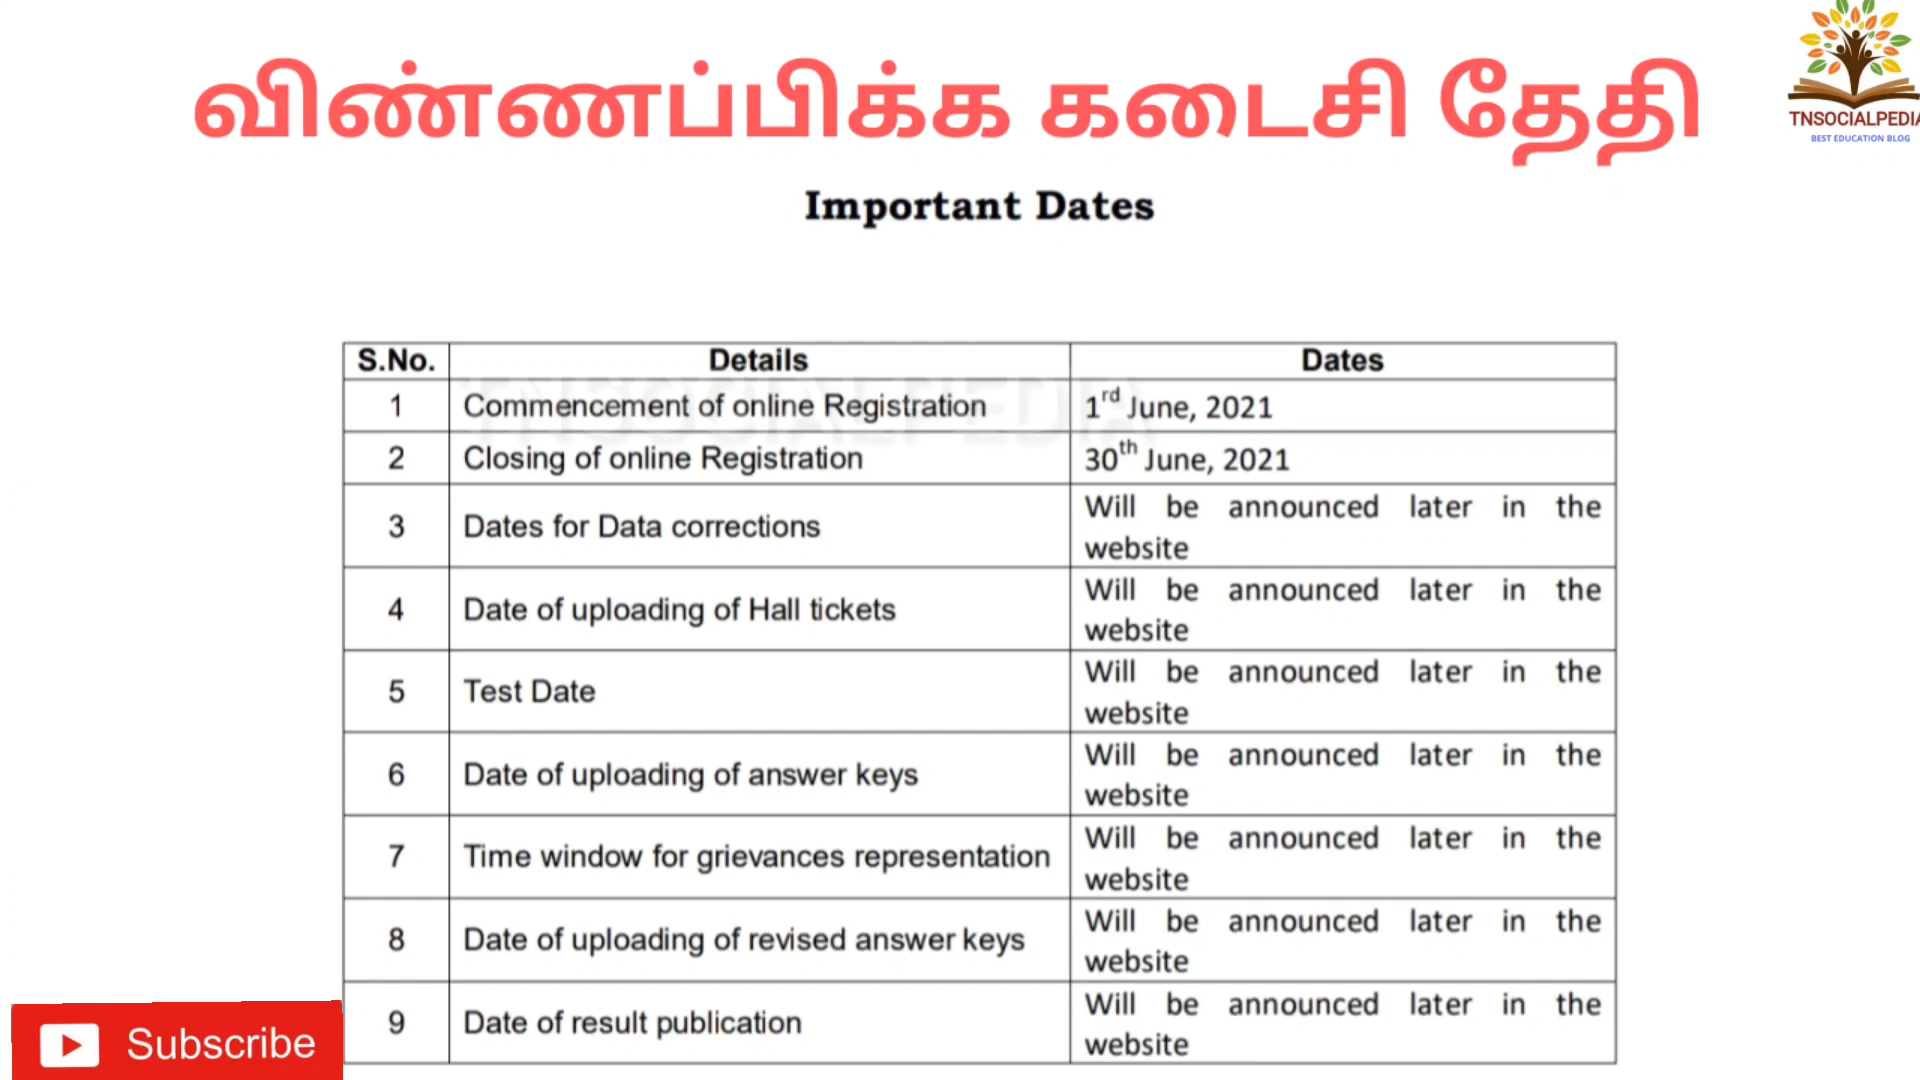 விண்ணப்பிக்க கடைசி தேதி
TNSOCIALPEDIA
BEST EDUCATION BLOG
Important Dates
S.No. Details Dates
1 Commencement of online Registration 1rd June, 2021
2 Closing of online Registration 30th June, 2021
3 Dates for Data corrections Will be announced later in the
website
4 Date of uploading of Hall tickets Will be announced later in the
website
5 Test Date Will be announced later in the
website
6 Date of uploading of answer keys Will be announced later in the
website
7 Time window for grievances representation Will be announced later in the
website
8 Date of uploading of revised answer keys Will be announced later in the
website
9 Date of result publication Will be announced later in the
website
TNSOCIALPEDIA
Subscribe